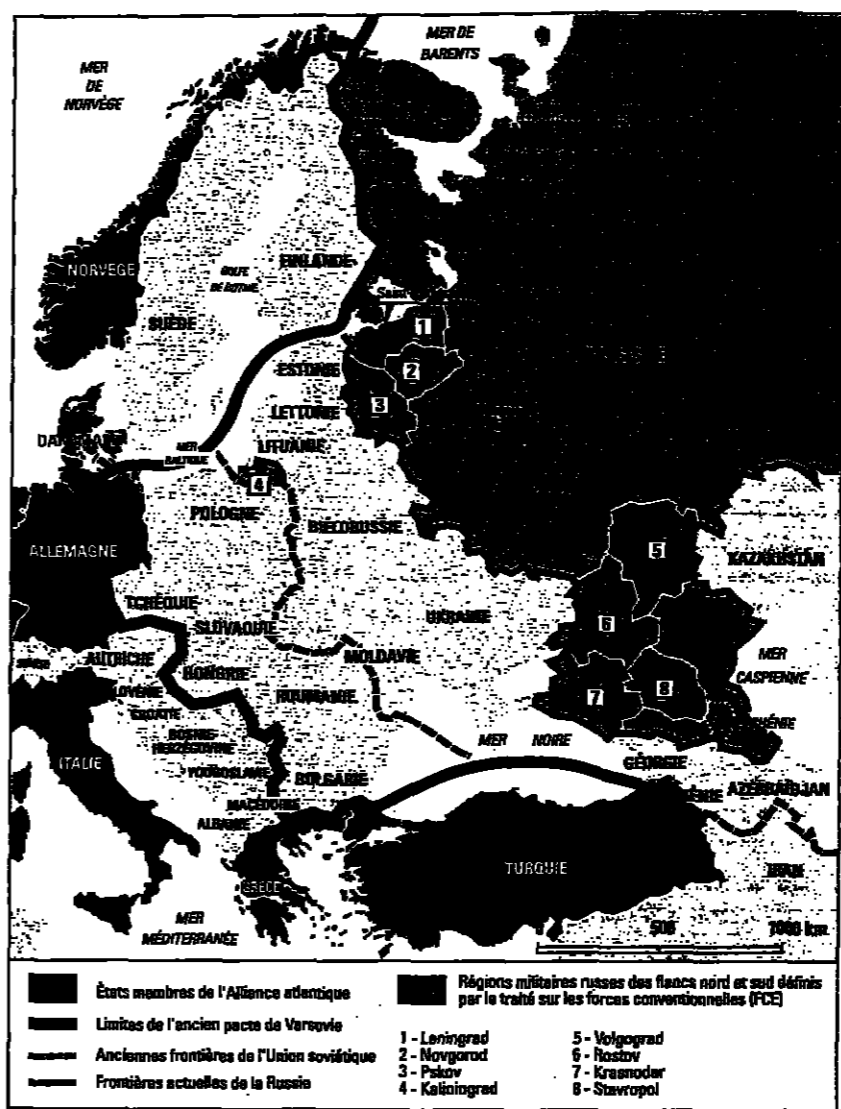 MER DE
BARENTS
MER
DE
NORVÈGE
NORVÈGE
FINLANDE
GOLFE
DE BOTNIE
SUÈDE
1
ESTONIE
2
3
LETTONIE
MER
BALTIQUE
LITUANIE
4
POLOGNE
BIÉLORUSSIE
ALLEMAGNE
5
KAZAKHSTAN
TCHÉQUIE
UKRAINE
6
SLOVAQUIE
MOLDAVIE
AUTRICHE
HONGRIE
MER
CASPIENNE
7
8
SLOVÉNIE
ROUMANIE
CROATIE
BOSNIE-
HERZÉGOVINE
MER NOIRE
ITALIE
GÉORGIE
YOUGOSLAVIE
BULGARIE
AZERBAÏDJAN
MACÉDOINE
ALBANIE
TURQUIE
IRAN
GRÈCE
MER
MÉDITERRANÉE
500
1000 km
États membres de l'Alliance atlantique
Limites de l'ancien pacte de Varsovie
Anciennes frontières de l'Union soviétique
Frontières actuelles de la Russie
Régions militaires russes des flancs nord et sud définis
par le traité sur les forces conventionnelles (FCE)
1 - Leningrad
2 - Novgorod
3 - Pskov
4 - Kaliningrad
5 - Volgograd
6 - Rostov
7 - Krasnodar
8 - Stavropol